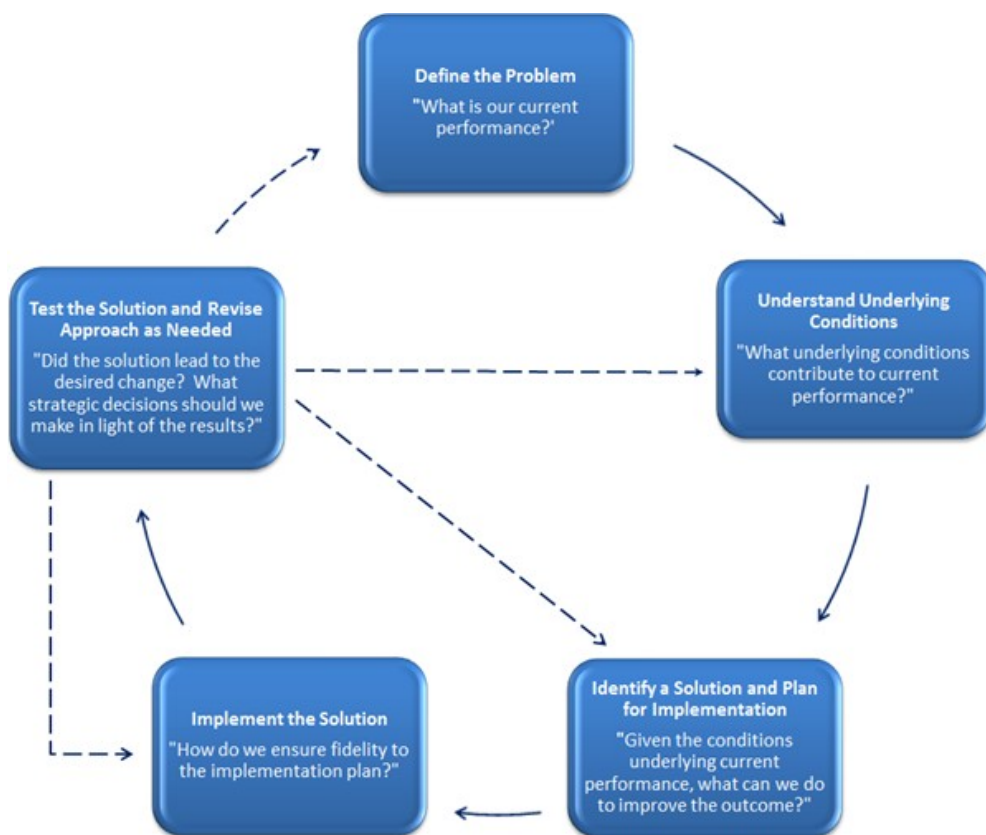 Define the Problem
"What is our current
performance?'
Understand Underlying
Conditions
"What underlying conditions
contribute to current
performance?"
Identify a Solution and Plan
for Implementation
"Given the conditions
underlying current
performance, what can we do
to improve the outcome?"
Implement the Solution
"How do we ensure fidelity to
the implementation plan?"
Test the Solution and Revise
Approach as Needed
"Did the solution lead to the
desired change? What
strategic decisions should we
make in light of the results?"